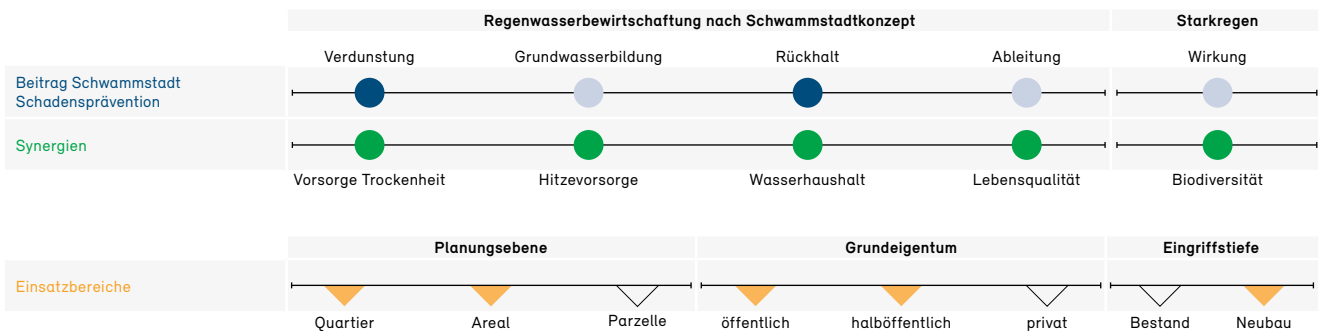 Regenwasserbewirtschaftung nach Schwammstadtkonzept Starkregen
Verdunstung Grundwasserbildung Rückhalt Ableitung Wirkung
Beitrag Schwammstadt
Schadensprävention
Synergien
Vorsorge Trockenheit Hitzevorsorge Wasserhaushalt Lebensqualität Biodiversität
Planungsebene Grundeigentum Eingriffstiefe
Einsatzbereiche
Quartier Areal Parzelle öffentlich halböffentlich privat Bestand Neubau